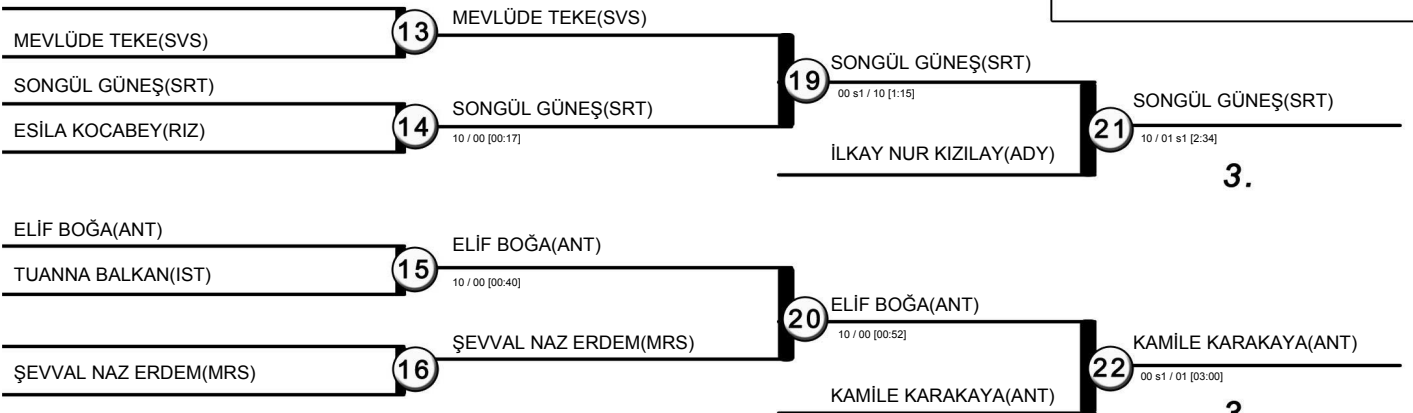 MEVLÜDE TEKE(SVS)
13
MEVLÜDE TEKE(SVS)
SONGÜL GÜNEŞ(SRT)
ESİLA KOCABEY(RIZ)
14
SONGÜL GÜNEŞ(SRT)
10 / 00 [00:17]
19
SONGÜL GÜNEŞ(SRT)
00 s1 / 10 [1:15]
İLKAY NUR KIZILAY(ADY)
21
SONGÜL GÜNEŞ(SRT)
10 / 01 s1 [2:34]
3.
ELİF BOĞA(ANT)
TUANNA BALKAN(IST)
15
ELİF BOĞA(ANT)
10 / 00 [00:40]
ŞEVVAL NAZ ERDEM(MRS)
16
ŞEVVAL NAZ ERDEM(MRS)
20
ELİF BOĞA(ANT)
10 / 00 [00:52]
KAMİLE KARAKAYA(ANT)
22
KAMİLE KARAKAYA(ANT)
00 s1 / 01 [03:00]